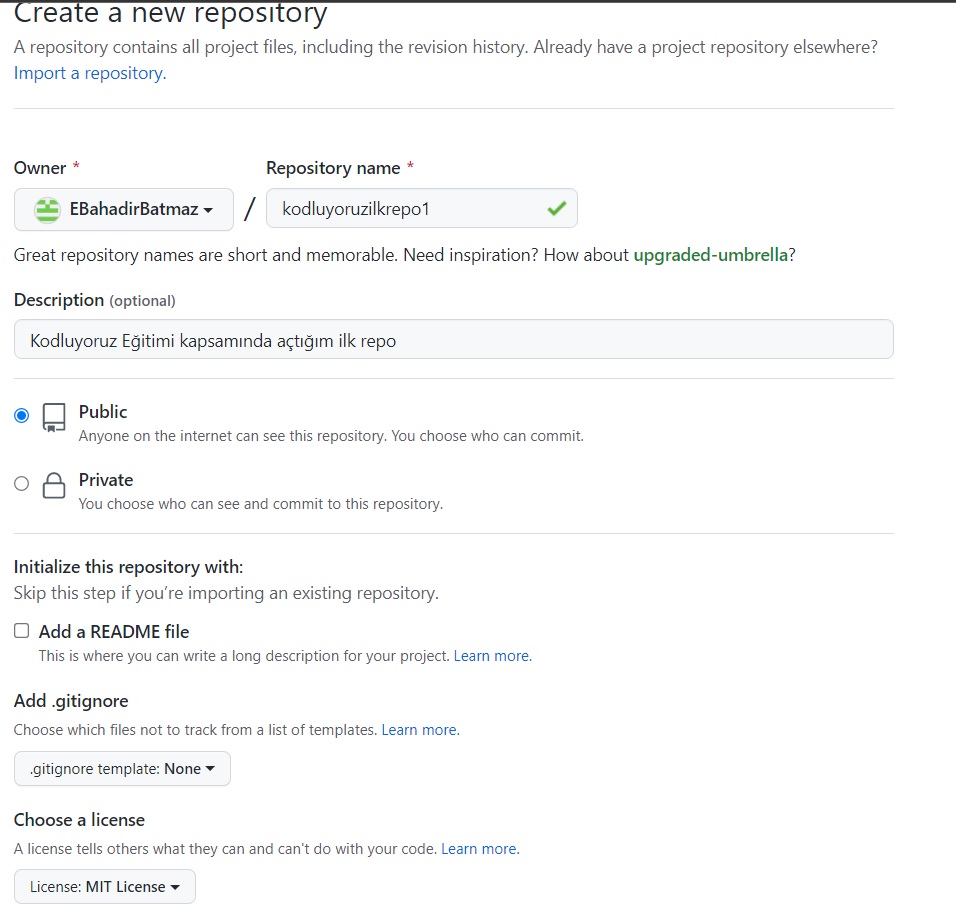 Create a new repository
A repository contains all project files, including the revision history. Already have a project repository elsewhere?
Import a repository.
Owner *
Repository name *
EBahadirBatmaz
/
kodluyoruzilkrepo1
Great repository names are short and memorable. Need inspiration? How about upgraded-umbrella?
Description (optional)
Kodluyoruz Eğitimi kapsamında açtığım ilk repo
Public
Anyone on the internet can see this repository. You choose who can commit.
Private
You choose who can see and commit to this repository.
Initialize this repository with:
Skip this step if you’re importing an existing repository.
Add a README file
This is where you can write a long description for your project. Learn more.
Add .gitignore
Choose which files not to track from a list of templates. Learn more.
.gitignore template: None
Choose a license
A license tells others what they can and can't do with your code. Learn more.
License: MIT License